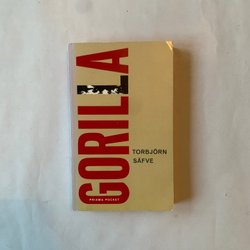 GORILLA
TORBJÖRN
SÄFVE
PRISMA POCKET